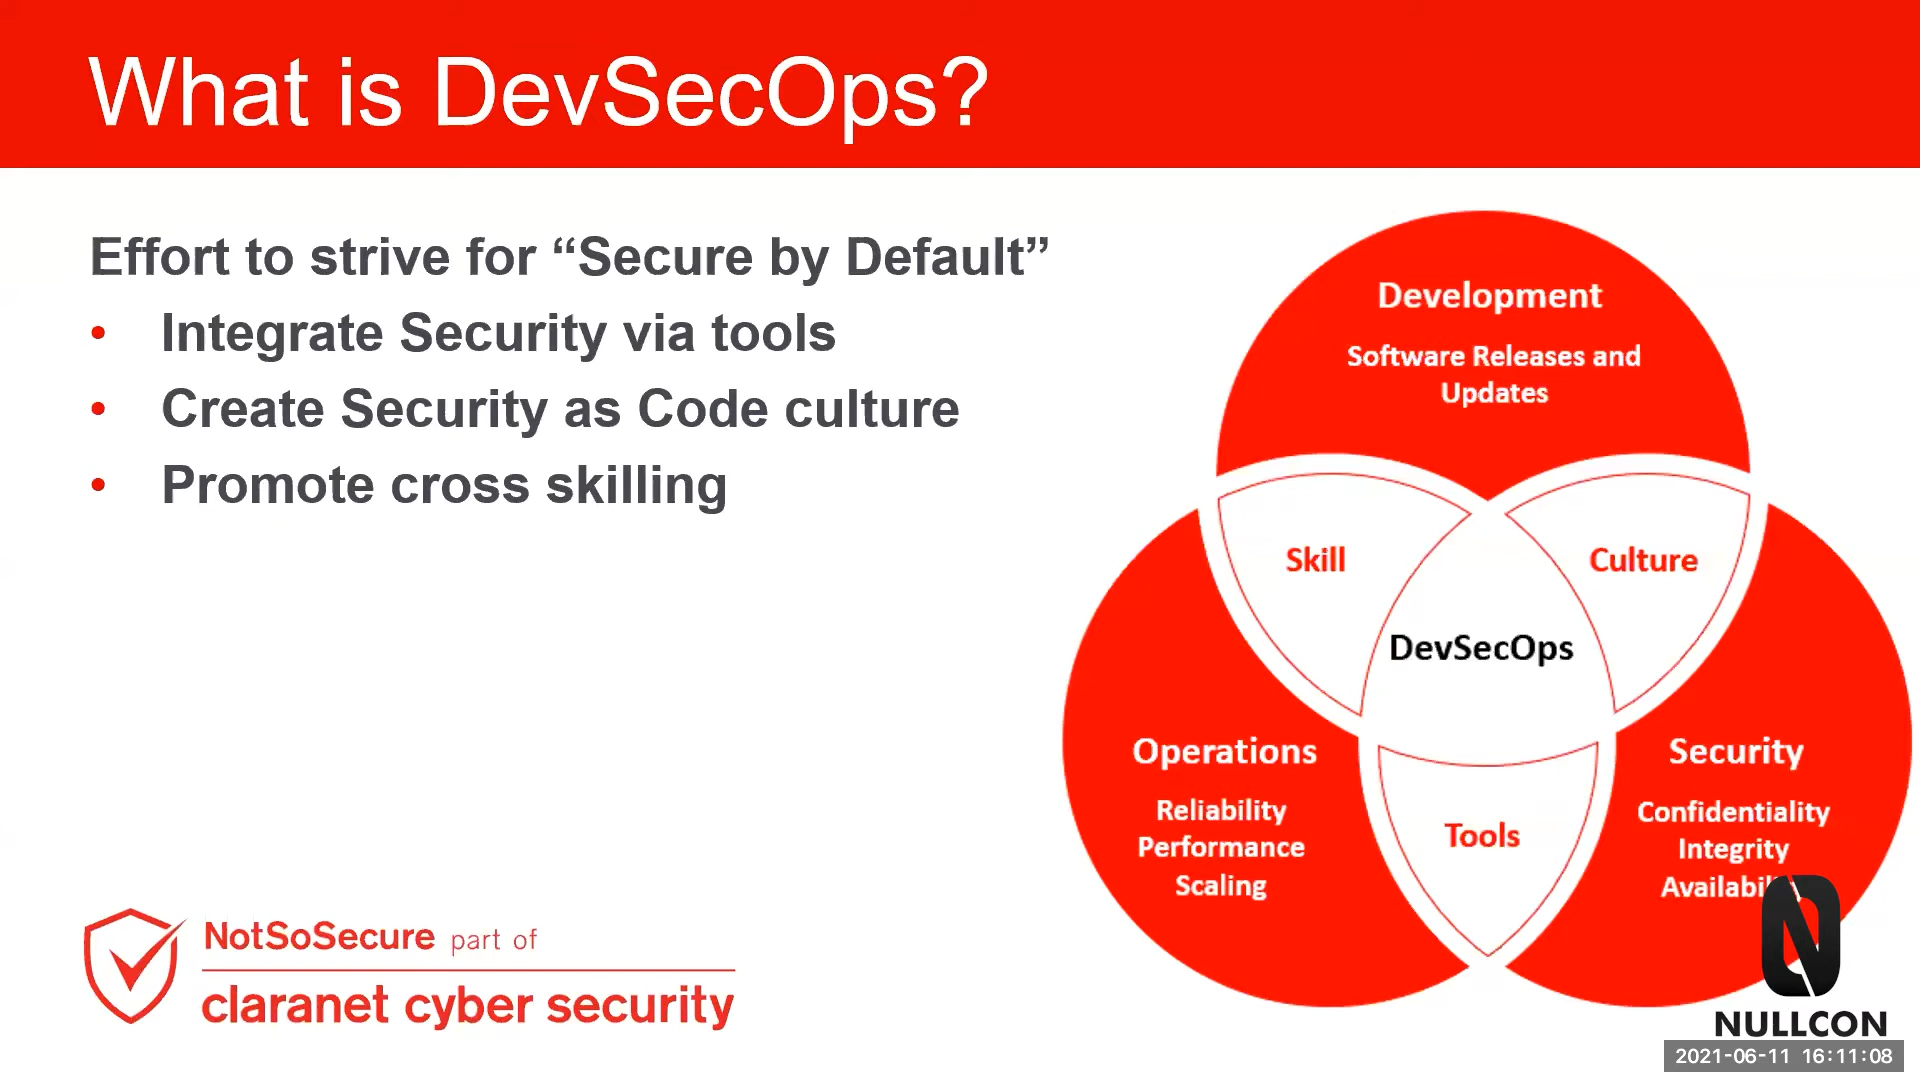 What is DevSecOps?
Effort to strive for “Secure by Default”
• Integrate Security via tools
• Create Security as Code culture
• Promote cross skilling
Development
Software Releases and
Updates
Skill
Culture
DevSecOps
Operations
Reliability
Performance
Scaling
Tools
Security
Confidentiality
Integrity
NotSoSecure part of
claranet cyber security
NULLCON
2021-06-11 16:11:08